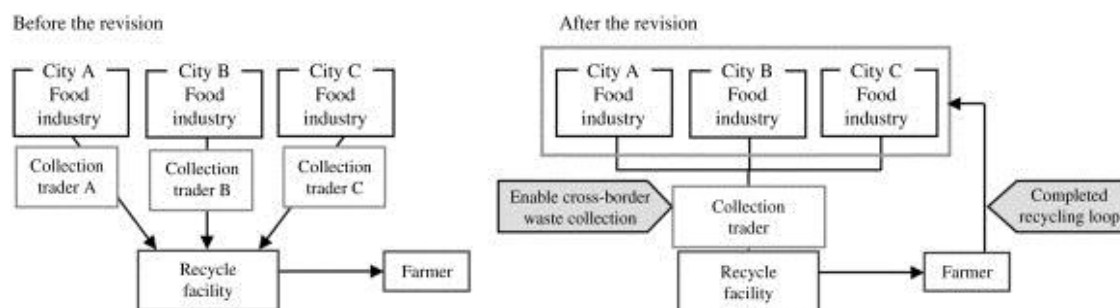 Before the revision
City A
Food
industry
City B
Food
industry
City C
Food
industry
Collection
trader A
Collection
trader B
Collection
trader C
Recycle
facility
Farmer
After the revision
City A
Food
industry
City B
Food
industry
City C
Food
industry
Enable cross-border
waste collection
Collection
trader
Completed
recycling loop
Recycle
facility
Farmer